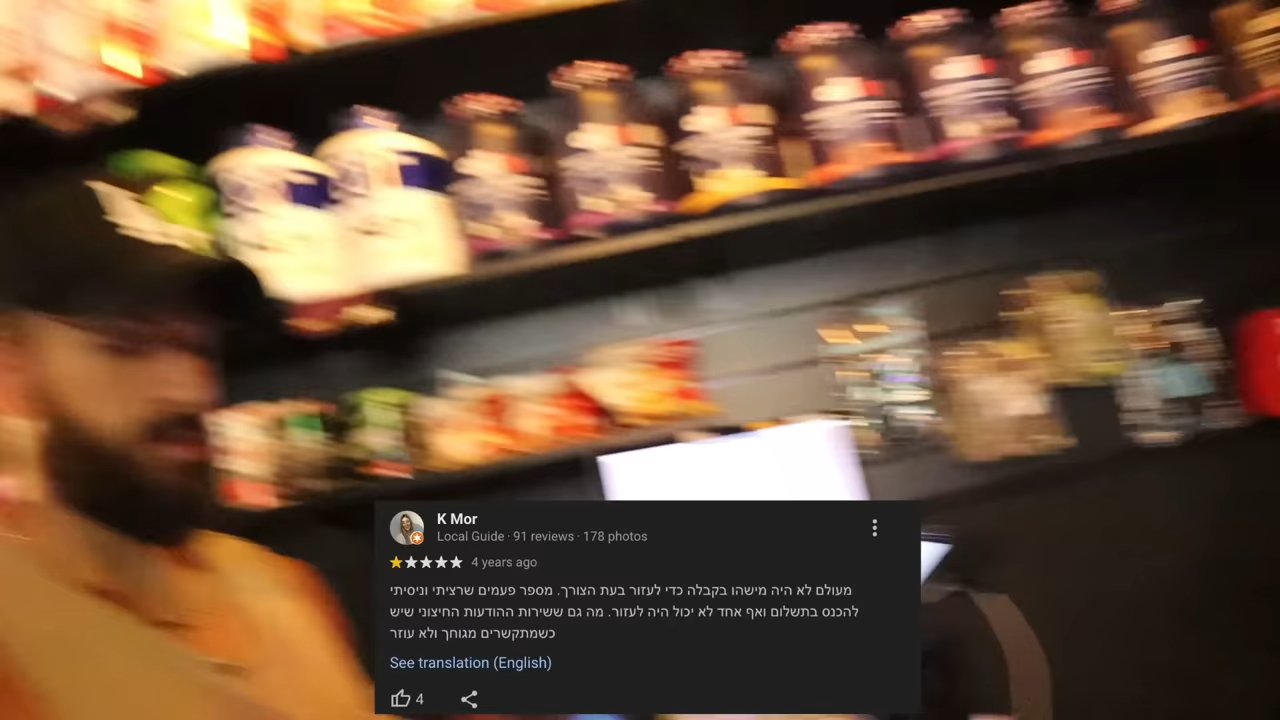 K Mor
Local Guide · 91 reviews · 178 photos
4 years ago
מעולם לא היה מישהו בקבלה כדי לעזור בעת הצורך. מספר פעמים שרציתי וניסיתי
להכנס בתשלום ואף אחד לא יכול היה לעזור. מה גם ששירות ההודעות החיצוני שיש
כשמתקשרים מגוחך ולא עוזר
See translation (English)
4